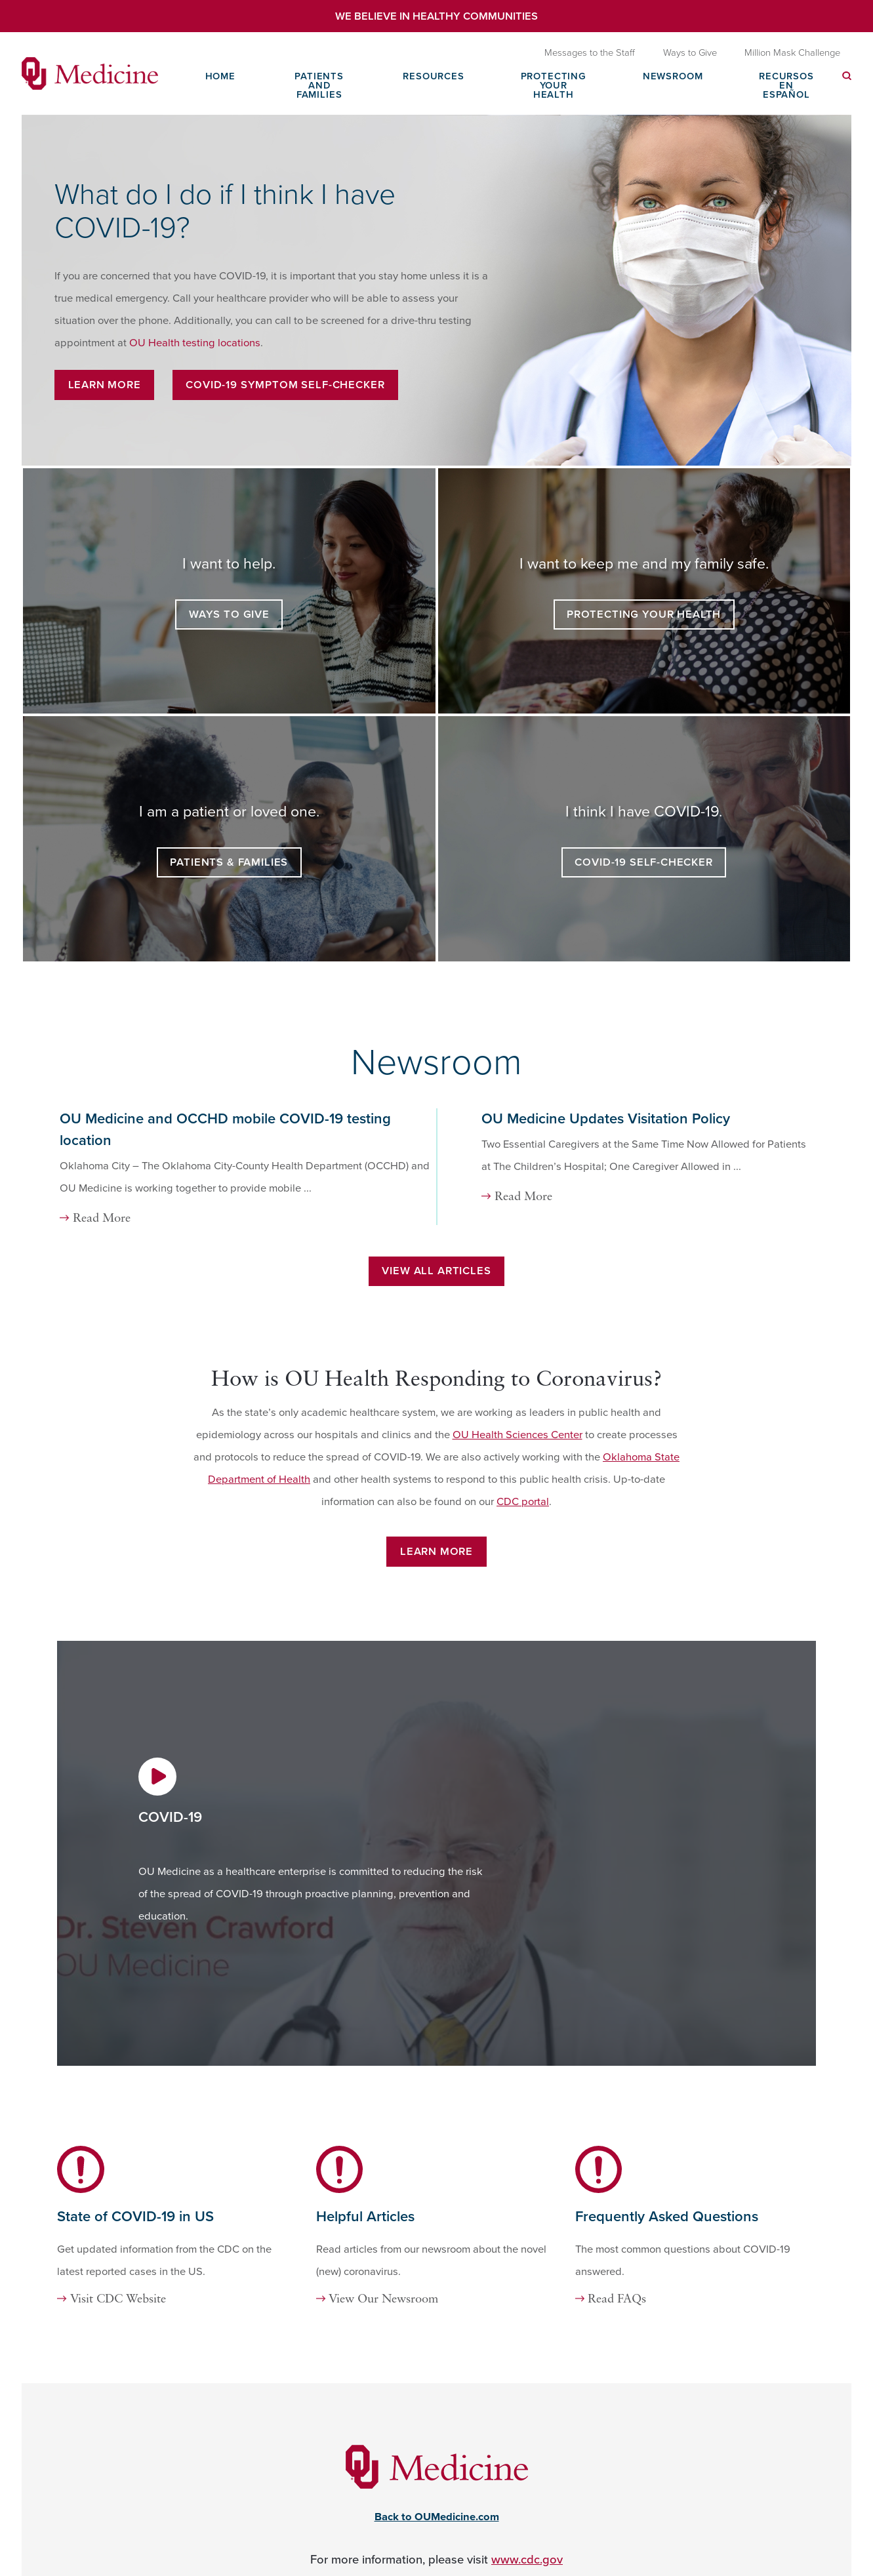 WE BELIEVE IN HEALTHY COMMUNITIES
Messages to the Staff
Ways to Give
Million Mask Challenge
OU Medicine
HOME
PATIENTS
AND
FAMILIES
RESOURCES
PROTECTING
YOUR
HEALTH
NEWSROOM
RECURSOS
EN
ESPAÑOL
What do I do if I think I have
COVID-19?
If you are concerned that you have COVID-19, it is important that you stay home unless it is a
true medical emergency. Call your healthcare provider who will be able to assess your
situation over the phone. Additionally, you can call to be screened for a drive-thru testing
appointment at OU Health testing locations.
LEARN MORE
COVID-19 SYMPTOM SELF-CHECKER
I want to help.
WAYS TO GIVE
I want to keep me and my family safe.
PROTECTING YOUR HEALTH
I am a patient or loved one.
PATIENTS & FAMILIES
I think I have COVID-19.
COVID-19 SELF-CHECKER
Newsroom
OU Medicine and OCCHD mobile COVID-19 testing
location
Oklahoma City – The Oklahoma City-County Health Department (OCCHD) and
OU Medicine is working together to provide mobile ...
Read More
OU Medicine Updates Visitation Policy
Two Essential Caregivers at the Same Time Now Allowed for Patients
at The Children's Hospital; One Caregiver Allowed in ...
Read More
VIEW ALL ARTICLES
How is OU Health Responding to Coronavirus?
As the state's only academic healthcare system, we are working as leaders in public health and
epidemiology across our hospitals and clinics and the OU Health Sciences Center to create processes
and protocols to reduce the spread of COVID-19. We are also actively working with the Oklahoma State
Department of Health and other health systems to respond to this public health crisis. Up-to-date
information can also be found on our CDC portal.
LEARN MORE
COVID-19
OU Medicine as a healthcare enterprise is committed to reducing the risk
of the spread of COVID-19 through proactive planning, prevention and
education.
Dr. Steven Crawford
OU Medicine
State of COVID-19 in US
Get updated information from the CDC on the
latest reported cases in the US.
Visit CDC Website
Helpful Articles
Read articles from our newsroom about the novel
(new) coronavirus.
View Our Newsroom
Frequently Asked Questions
The most common questions about COVID-19
answered.
Read FAQs
OU Medicine
Back to OUMedicine.com
For more information, please visit www.cdc.gov